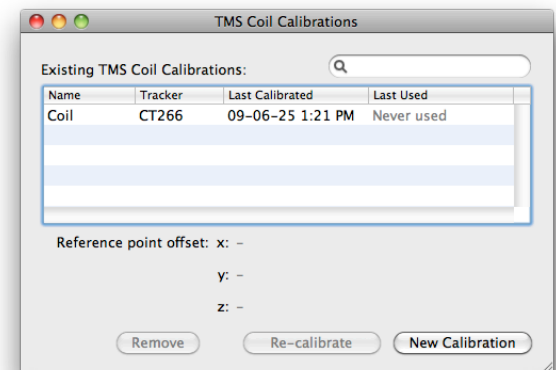 TMS Coil Calibrations
Existing TMS Coil Calibrations:
Name Tracker Last Calibrated Last Used
Coil CT266 09-06-25 1:21 PM Never used
Reference point offset: x: -
y: -
z: -
Remove Re-calibrate New Calibration